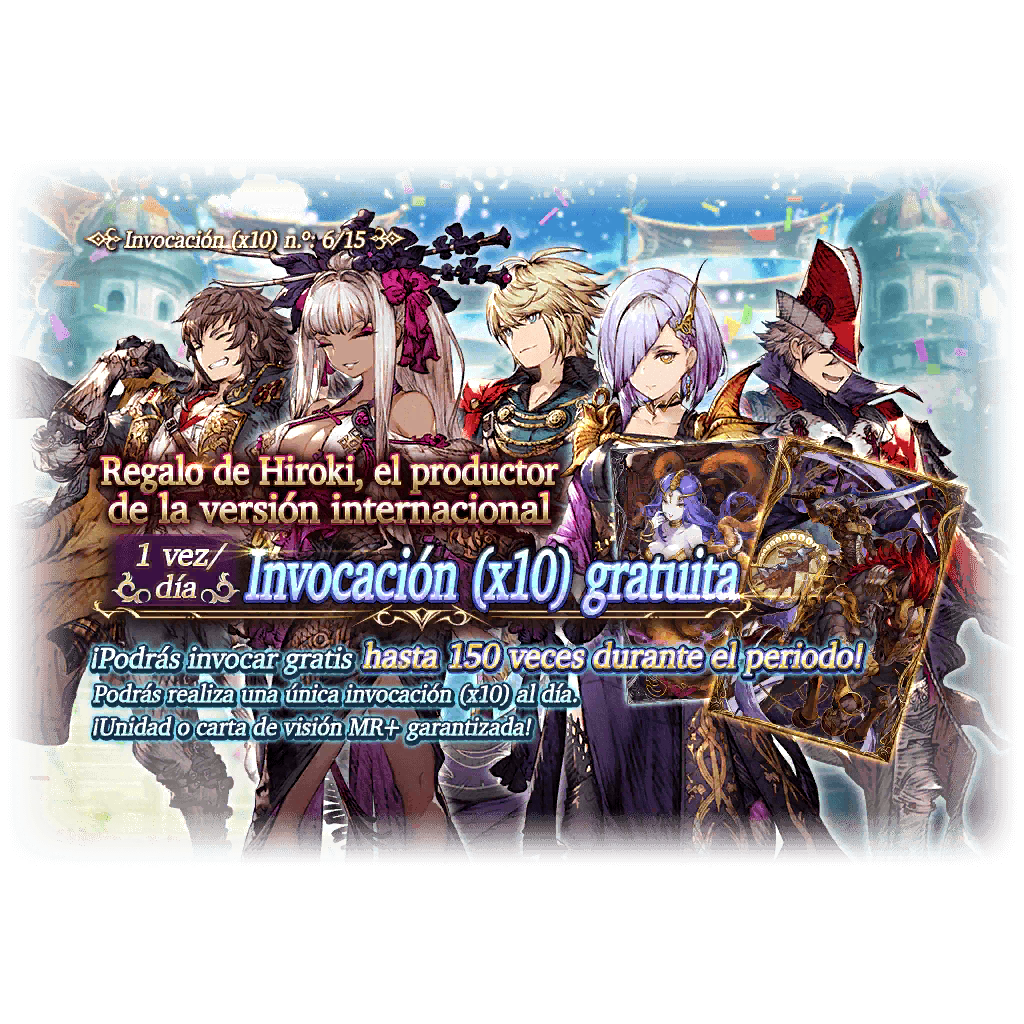 Invocación (x10) n.º: 6/15
Regalo de Hiroki, el productor
de la versión internacional
1 vez/
día
Invocación (x10) gratuita
¡Podrás invocar gratis hasta 150 veces durante el periodo!
Podrás realiza una única invocación (x10) al día.
¡Unidad o carta de visión MR+ garantizada!